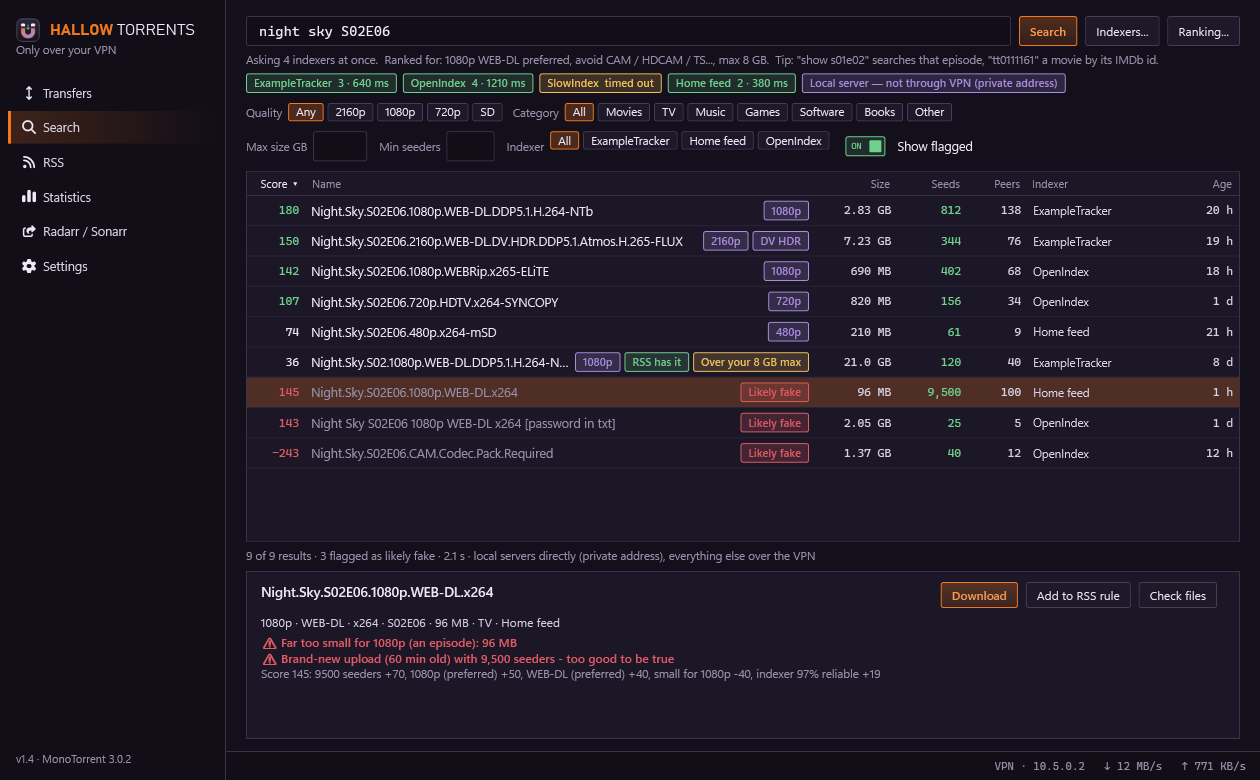 HALLOW TORRENTS
Only over your VPN
Transfers
Search
RSS
Statistics
Radarr / Sonarr
Settings
v1.4 · MonoTorrent 3.0.2
night sky S02E06
Search
Indexers...
Ranking...
Asking 4 indexers at once.  Ranked for: 1080p WEB-DL preferred, avoid CAM / HDCAM / TS..., max 8 GB.  Tip: "show s01e02" searches that episode, "tt0111161" a movie by its IMDb id.
ExampleTracker  3 · 640 ms
OpenIndex  4 · 1210 ms
SlowIndex  timed out
Home feed  2 · 380 ms
Local server — not through VPN (private address)
Quality Any 2160p 1080p 720p SD Category All Movies TV Music Games Software Books Other
Max size GB Min seeders Indexer All ExampleTracker Home feed OpenIndex ON Show flagged
Score ▾ Name Size Seeds Peers Indexer Age
180 Night.Sky.S02E06.1080p.WEB-DL.DDP5.1.H.264-NTb 1080p 2.83 GB 812 138 ExampleTracker 20 h
150 Night.Sky.S02E06.2160p.WEB-DL.DV.HDR.DDP5.1.Atmos.H.265-FLUX 2160p DV HDR 7.23 GB 344 76 ExampleTracker 19 h
142 Night.Sky.S02E06.1080p.WEBRip.x265-ELiTE 1080p 690 MB 402 68 OpenIndex 18 h
107 Night.Sky.S02E06.720p.HDTV.x264-SYNCOPY 720p 820 MB 156 34 OpenIndex 1 d
74 Night.Sky.S02E06.480p.x264-mSD 480p 210 MB 61 9 Home feed 21 h
36 Night.Sky.S02.1080p.WEB-DL.DDP5.1.H.264-N... 1080p RSS has it Over your 8 GB max 21.0 GB 120 40 ExampleTracker 8 d
145 Night.Sky.S02E06.1080p.WEB-DL.x264 Likely fake 96 MB 9,500 100 Home feed 1 h
143 Night Sky S02E06 1080p WEB-DL x264 [password in txt] Likely fake 2.05 GB 25 5 OpenIndex 1 d
−243 Night.Sky.S02E06.CAM.Codec.Pack.Required Likely fake 1.37 GB 40 12 OpenIndex 12 h
9 of 9 results · 3 flagged as likely fake · 2.1 s · local servers directly (private address), everything else over the VPN
Night.Sky.S02E06.1080p.WEB-DL.x264
Download
Add to RSS rule
Check files
1080p · WEB-DL · x264 · S02E06 · 96 MB · TV · Home feed
Far too small for 1080p (an episode): 96 MB
Brand-new upload (60 min old) with 9,500 seeders - too good to be true
Score 145: 9500 seeders +70, 1080p (preferred) +50, WEB-DL (preferred) +40, small for 1080p -40, indexer 97% reliable +19
VPN · 10.5.0.2 ↓ 12 MB/s ↑ 771 KB/s